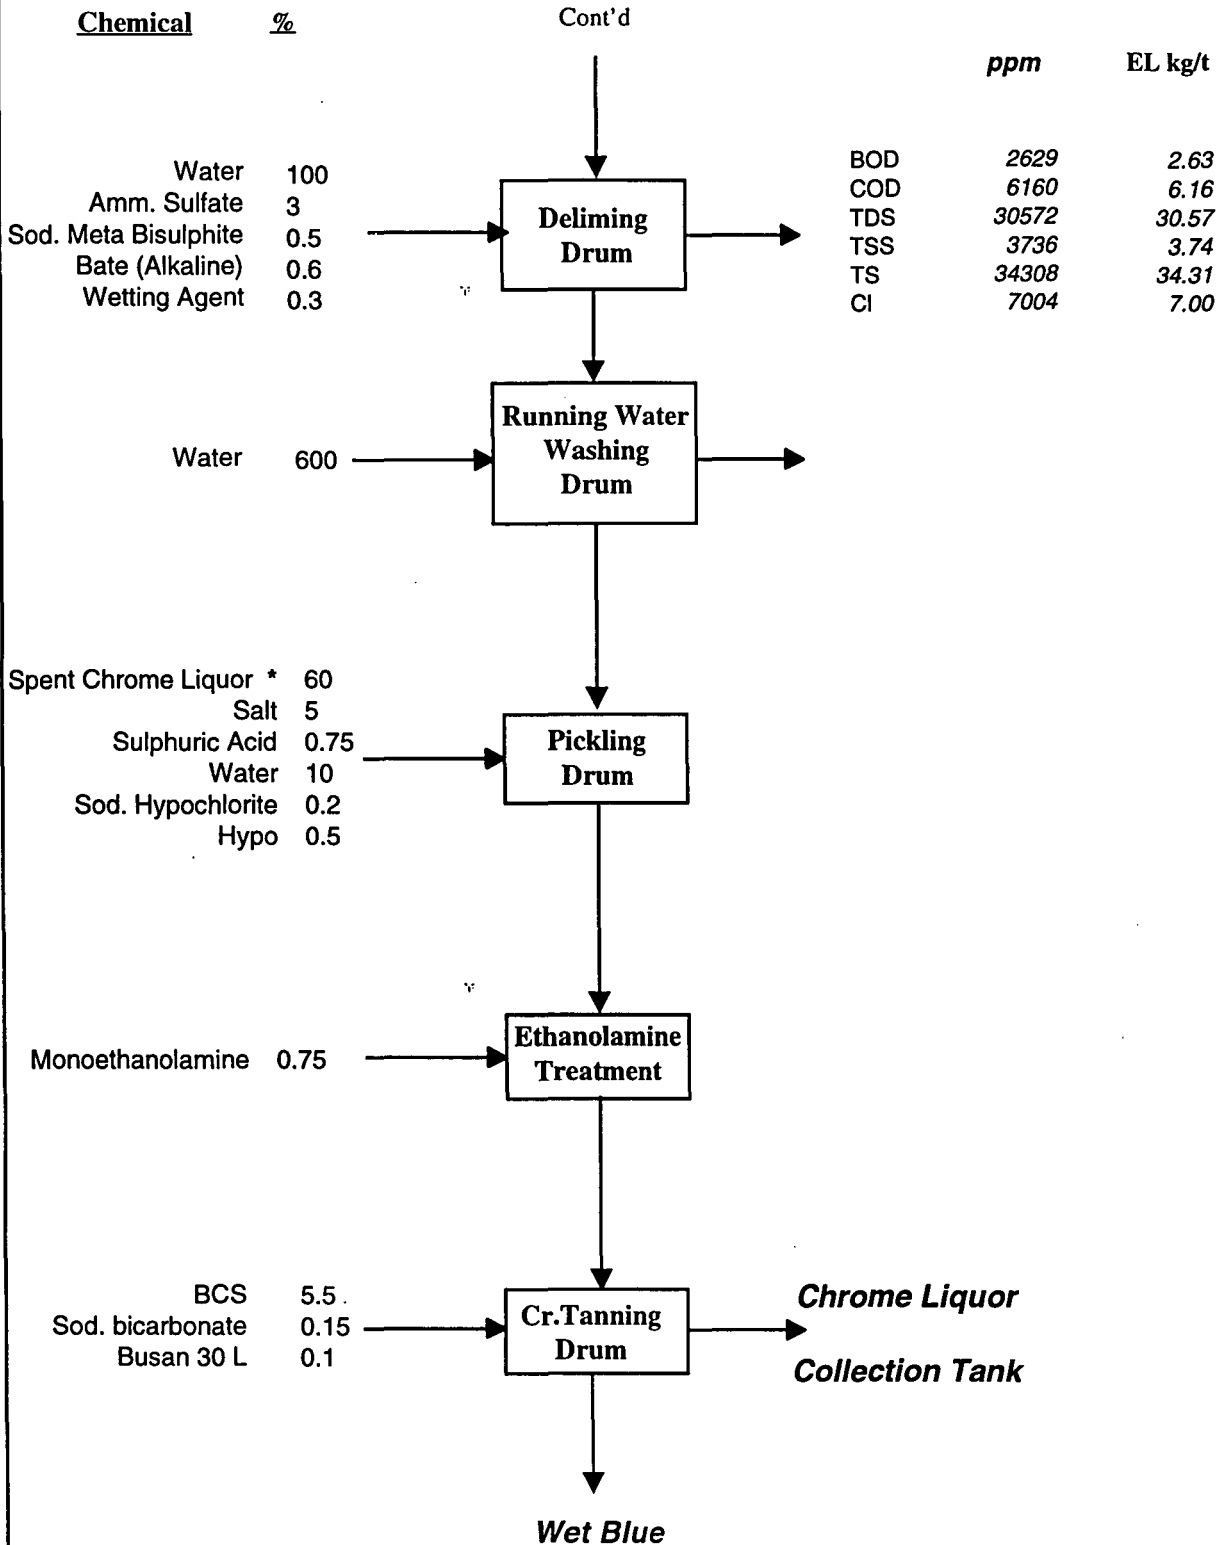 Chemical %
Cont'd
ppm EL kg/t
Water 100
Amm. Sulfate 3
Sod. Meta Bisulphite 0.5
Bate (Alkaline) 0.6
Wetting Agent 0.3
Deliming
Drum
BOD 2629 2.63
COD 6160 6.16
TDS 30572 30.57
TSS 3736 3.74
TS 34308 34.31
Cl 7004 7.00
Water 600
Running Water
Washing
Drum
Spent Chrome Liquor * 60
Salt 5
Sulphuric Acid 0.75
Water 10
Sod. Hypochlorite 0.2
Hypo 0.5
Pickling
Drum
Monoethanolamine 0.75
Ethanolamine
Treatment
BCS 5.5
Sod. bicarbonate 0.15
Busan 30 L 0.1
Cr.Tanning
Drum
Chrome Liquor
Collection Tank
Wet Blue